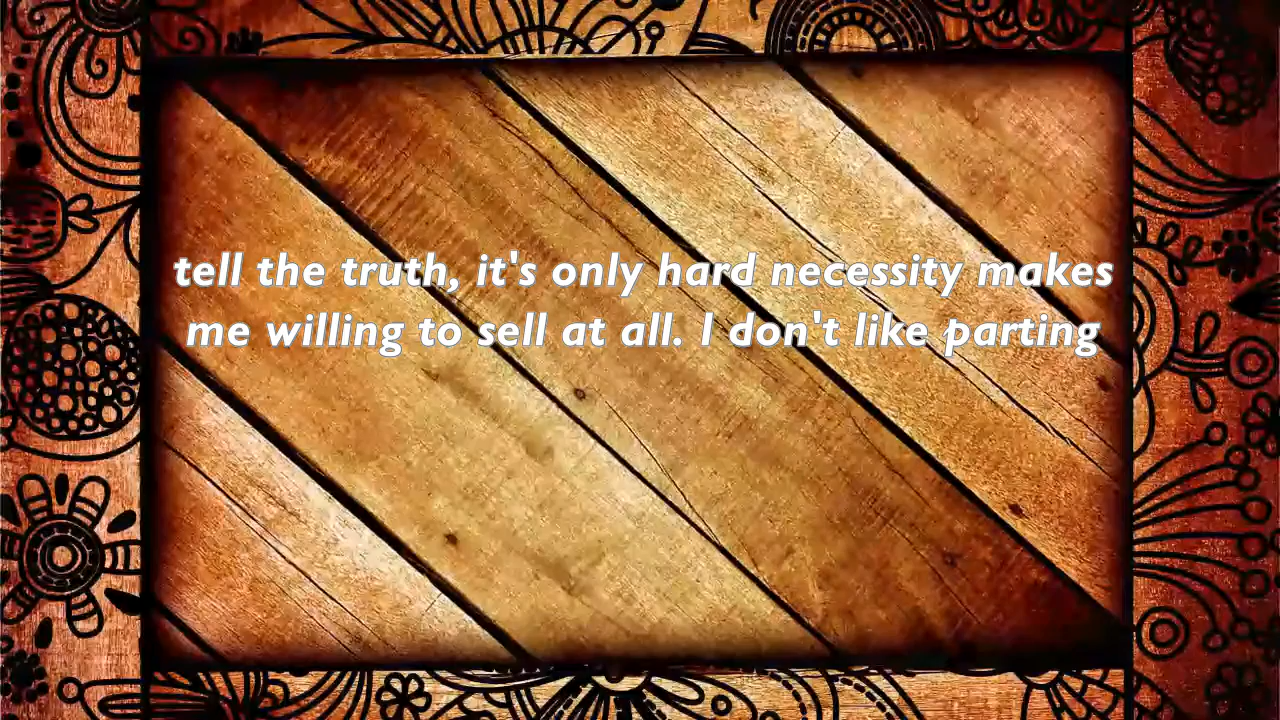 tell the truth, it's only hard necessity makes
me willing to sell at all. I don't like parting